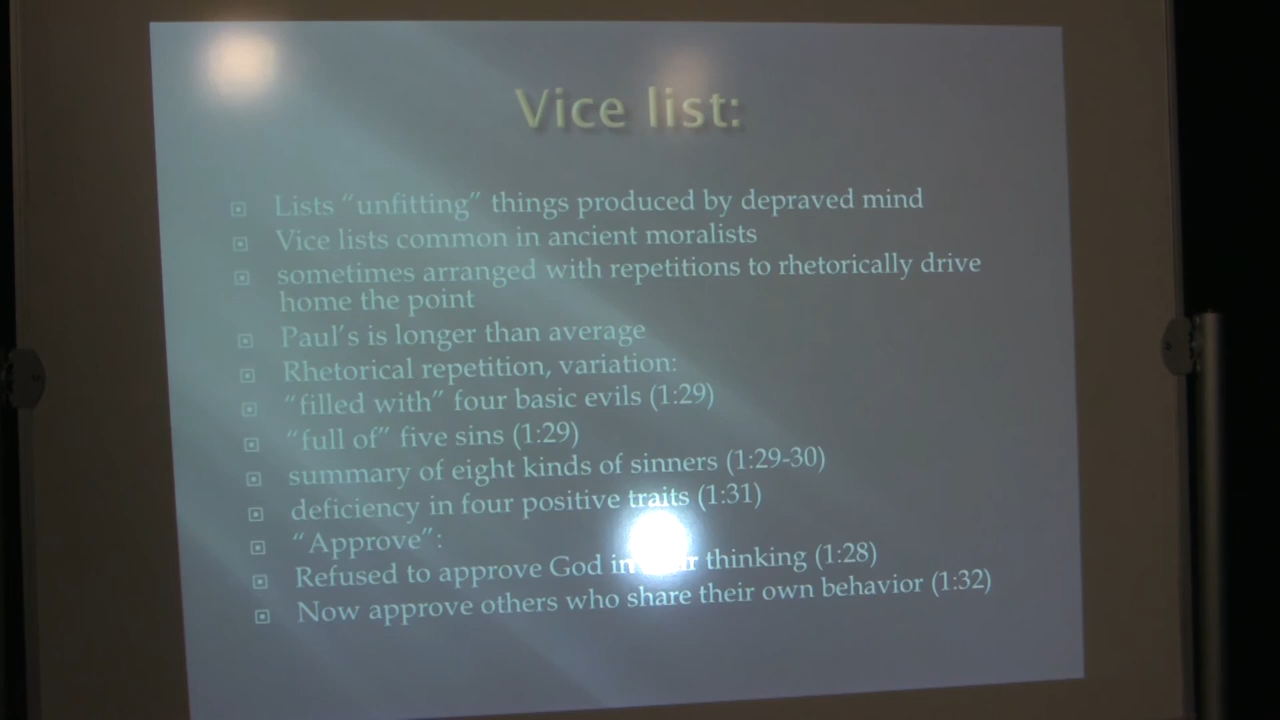 Vice list:
Lists "unfitting" things produced by depraved mind
Vice lists common in ancient moralists
sometimes arranged with repetitions to rhetorically drive
home the point
Paul's is longer than average
Rhetorical repetition, variation:
"filled with" four basic evils (1:29)
"full of" five sins (1:29)
summary of eight kinds of sinners (1:29-30)
deficiency in four positive traits (1:31)
"Approve":
Refused to approve God in thinking (1:28)
Now approve others who share their own behavior (1:32)